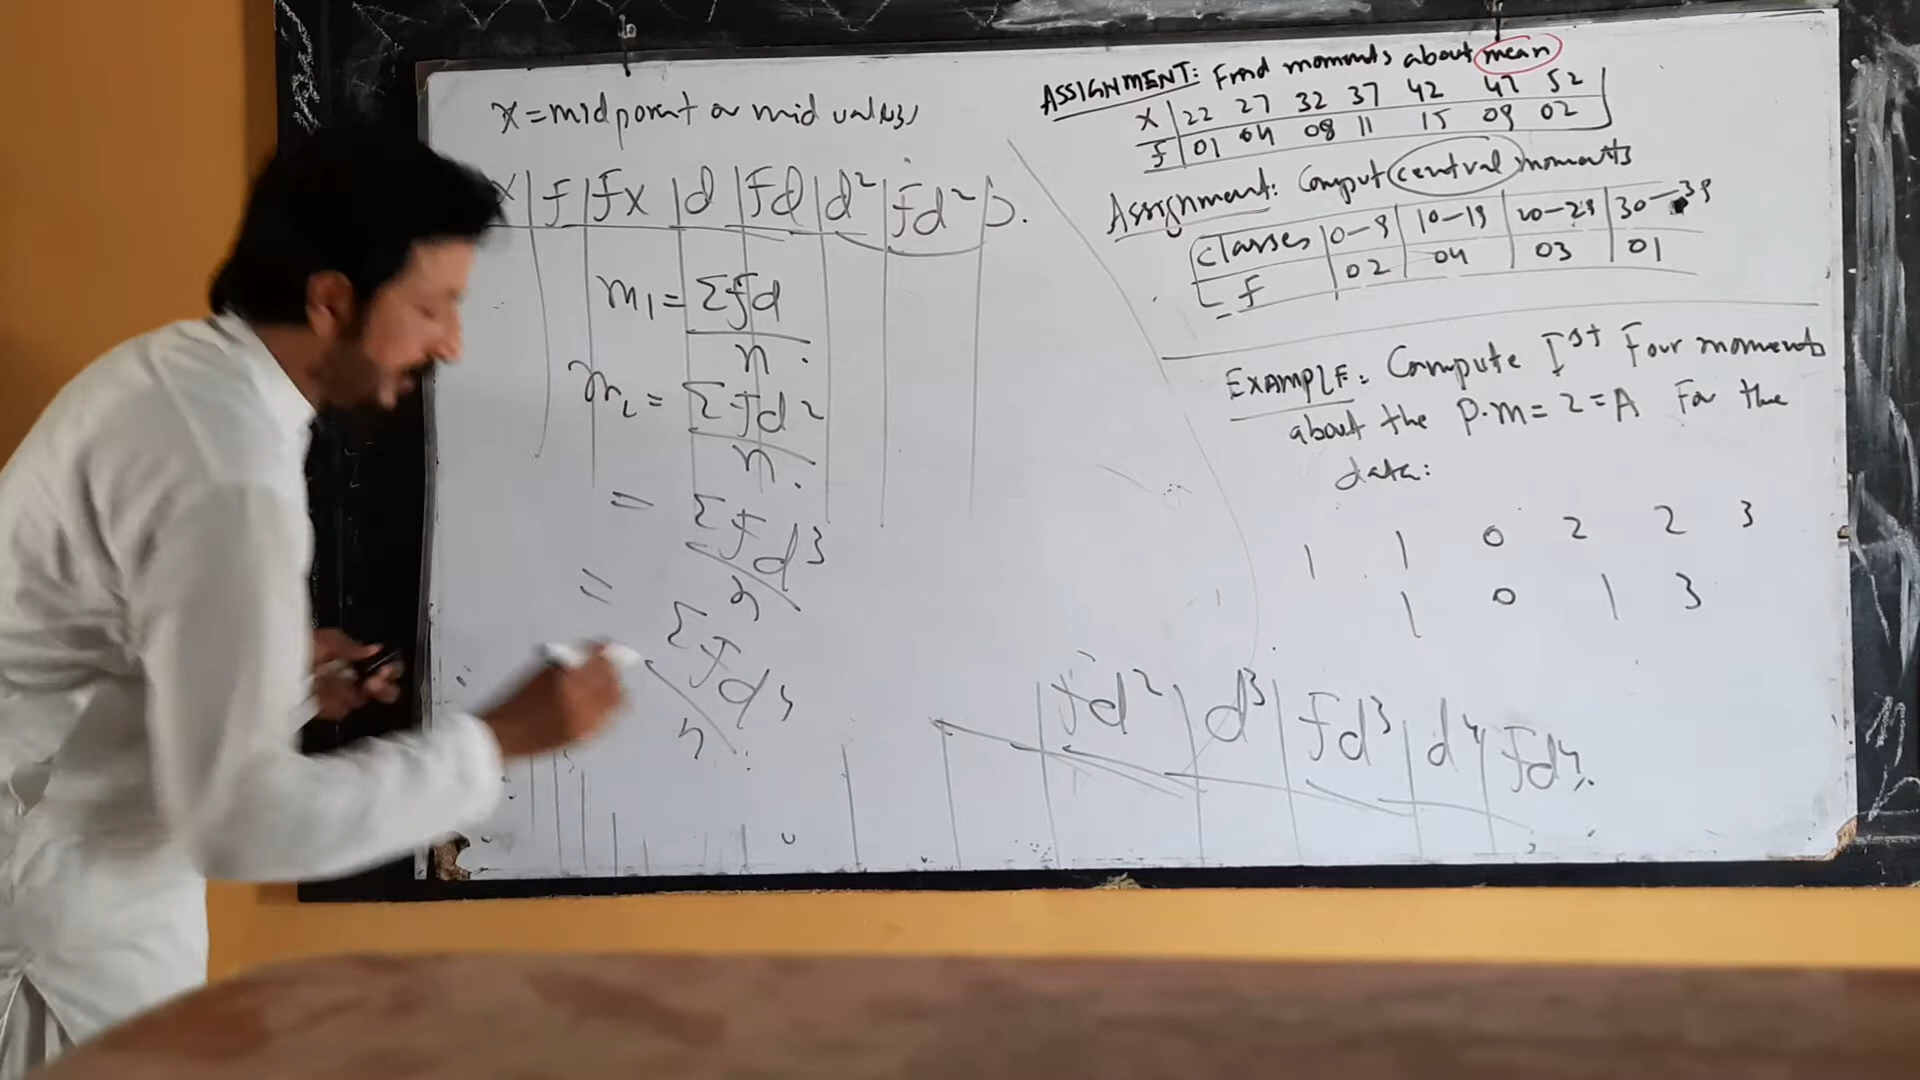 x = midpoint or mid values
x | f | fx | d | fd | d² | fd² |
m₁ = Σfd
n
m₂ = Σfd²
n
= Σfd³
n
= Σfd⁴
n
ASSIGNMENT: Find moments about mean
X | 22 27 32 37 42 47 52
f | 01 04 08 11 15 09 02
Assignment: Comput central moments
classes | 0-9 | 10-19 | 20-29 | 30-39
f | 02 | 04 | 03 | 01
EXAMPLE: Compute Ist Four moments
about the P.m = 2 = A For the
data:
1 1 0 2 2 3
1 0 1 3
fd² | d³ | fd³ | d⁴ | fd⁴.